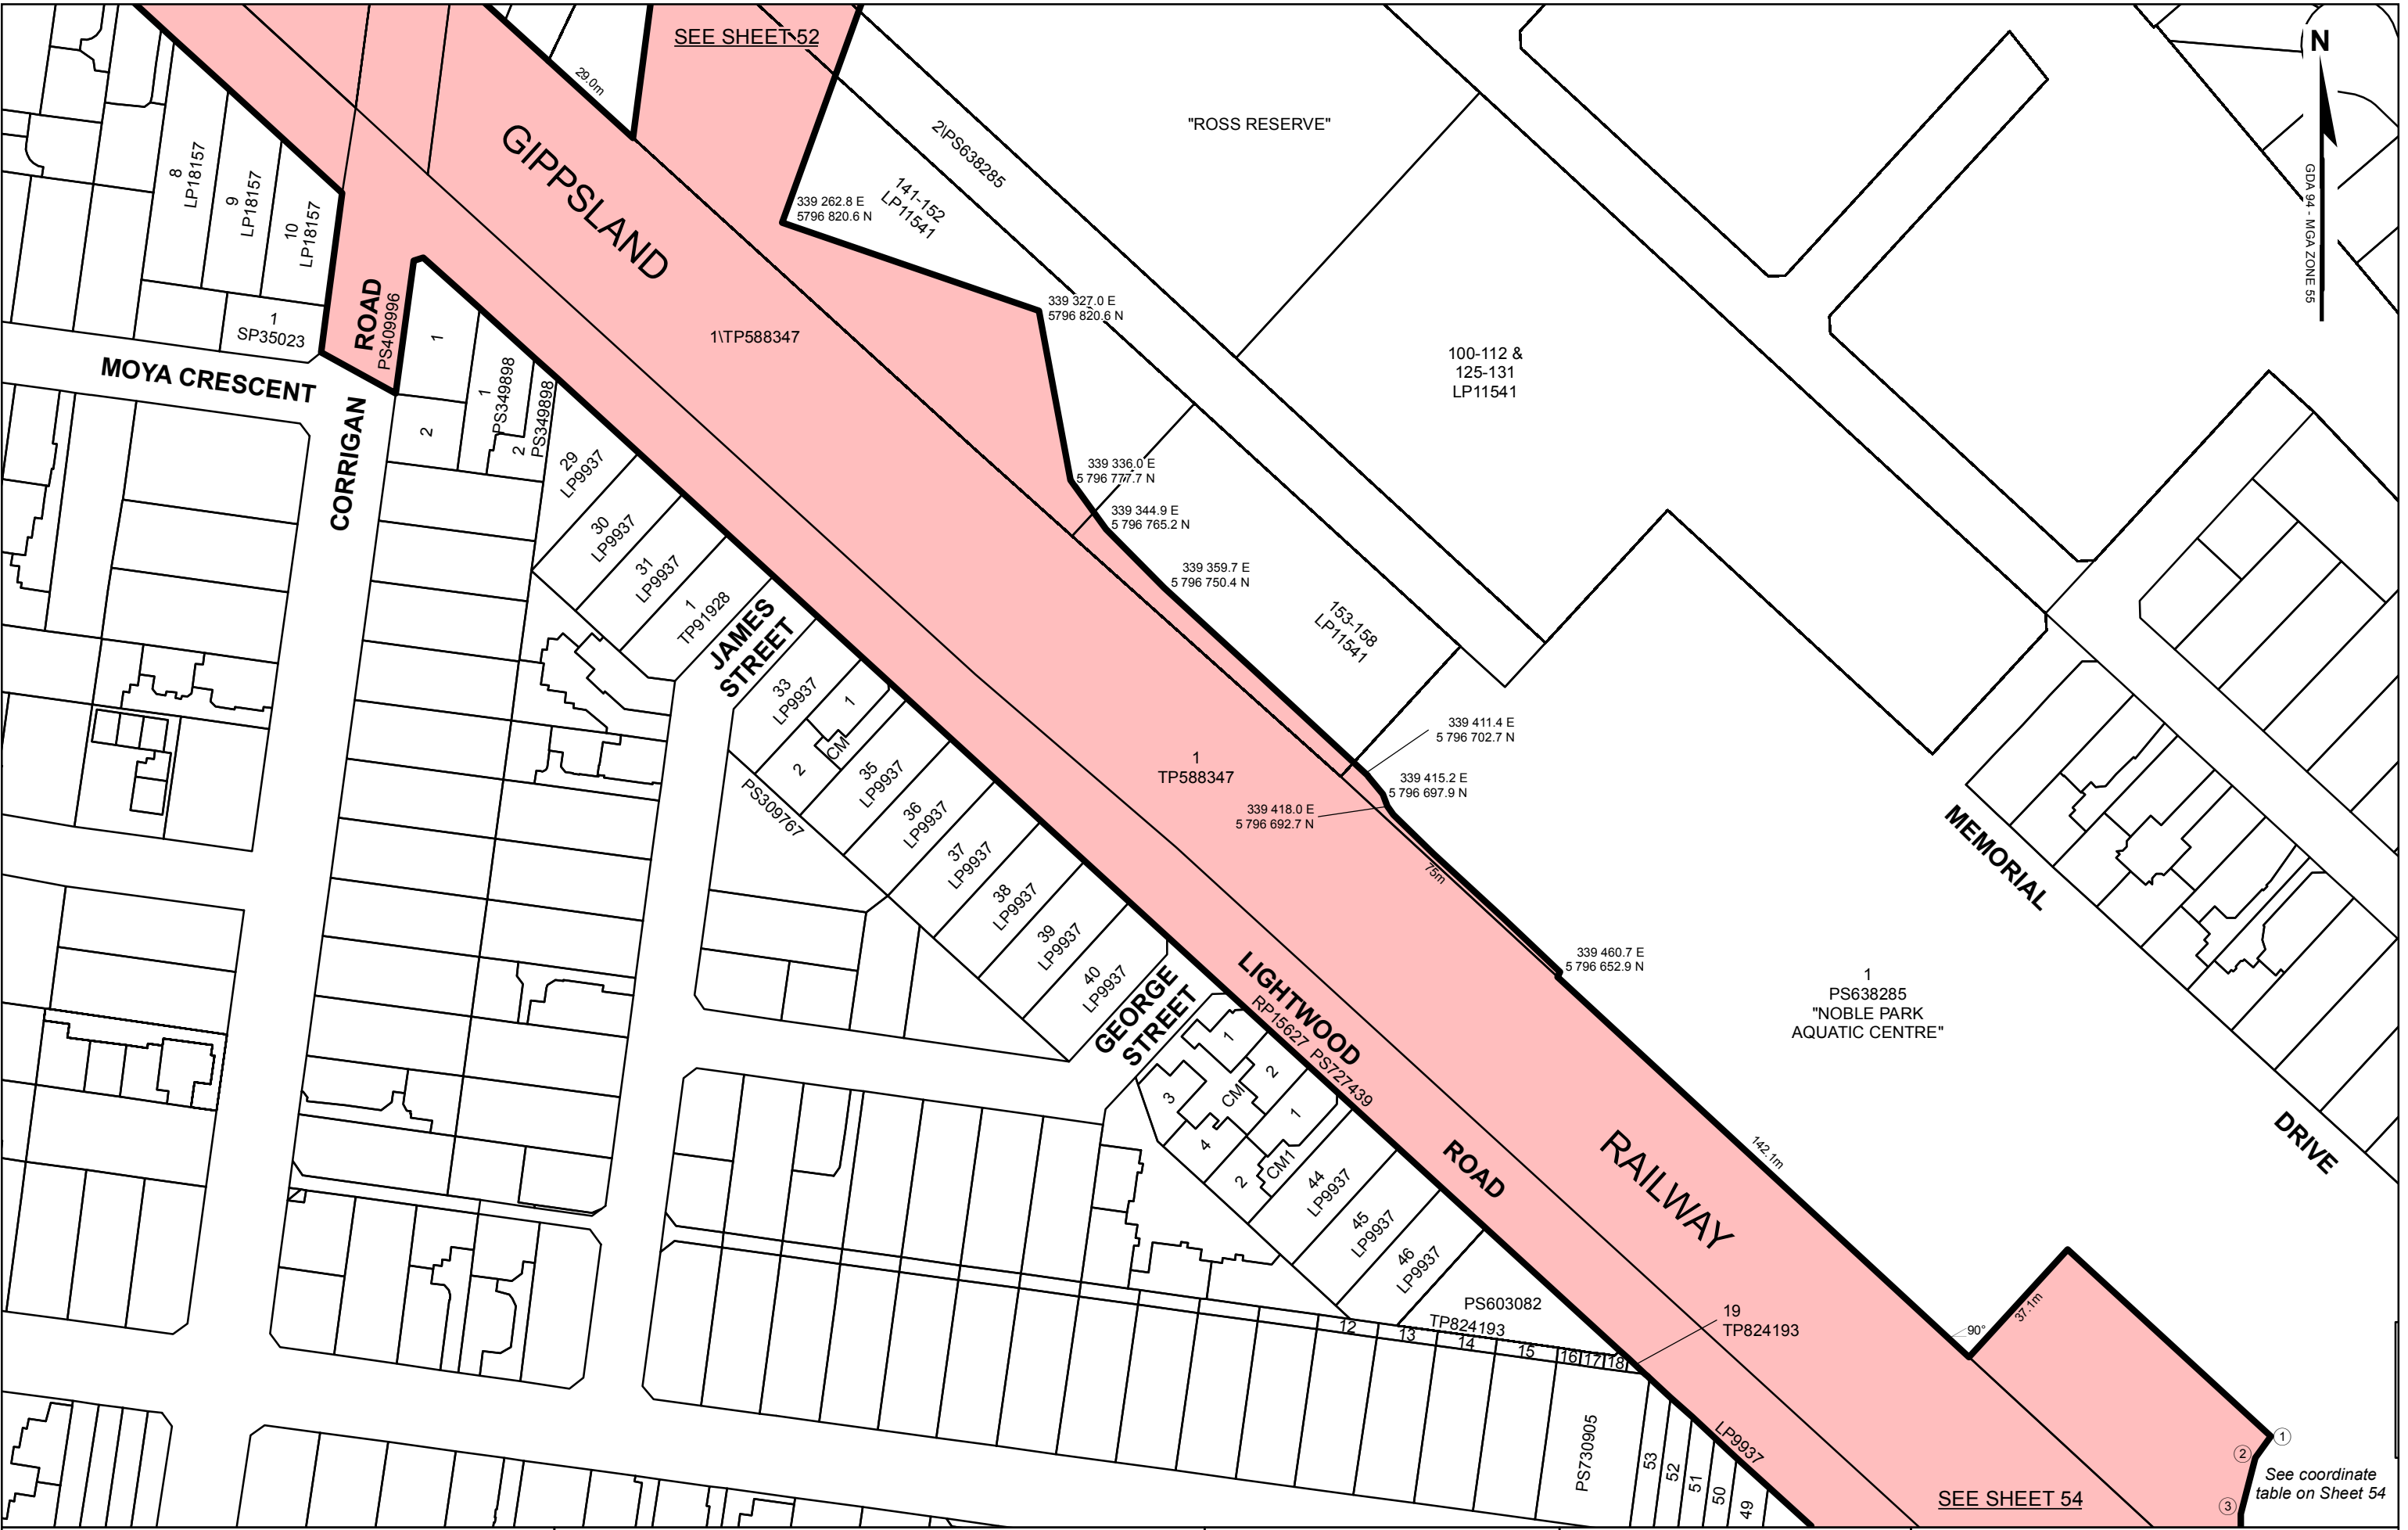 SEE SHEET 52
N
GDA 94 - MGA ZONE 55
29.0m
GIPPSLAND
"ROSS RESERVE"
2\PS638285
141-152
LP11541
8
LP18157
9
LP18157
10
LP18157
339 262.8 E
5796 820.6 N
1
SP35023
ROAD
PS409996
1
1\TP588347
339 327.0 E
5796 820.6 N
100-112 &
125-131
LP11541
MOYA CRESCENT
CORRIGAN
2
1
PS349898
2
PS349898
29
LP9937
30
LP9937
31
LP9937
1
TP91928
339 336.0 E
5 796 777.7 N
339 344.9 E
5 796 765.2 N
339 359.7 E
5 796 750.4 N
153-158
LP11541
JAMES
STREET
33
LP9937
1
CM
2
PS309767
35
LP9937
36
LP9937
37
LP9937
38
LP9937
39
LP9937
40
LP9937
1
TP588347
339 411.4 E
5 796 702.7 N
339 415.2 E
5 796 697.9 N
339 418.0 E
5 796 692.7 N
75m
MEMORIAL
339 460.7 E
5 796 652.9 N
1
PS638285
"NOBLE PARK
AQUATIC CENTRE"
GEORGE
STREET
LIGHTWOOD
RP15627
PS727439
1
2
3
CM
4
1
CM1
2
44
LP9937
45
LP9937
46
LP9937
ROAD
RAILWAY
142.1m
DRIVE
37.1m
90°
PS603082
TP824193
19
TP824193
12
13
14
15
16
17
18
PS730905
53
52
51
50
49
LP9937
1
2
3
See coordinate
table on Sheet 54
SEE SHEET 54